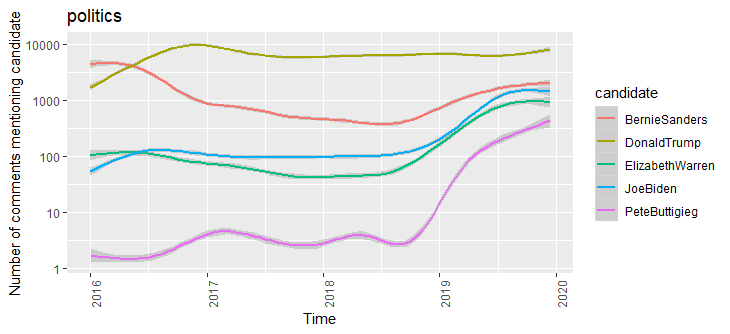 politics
Number of comments mentioning candidate
10000
1000
100
10
1
2016
2017
2018
2019
2020
Time
candidate
BernieSanders
DonaldTrump
ElizabethWarren
JoeBiden
PeteButtigieg